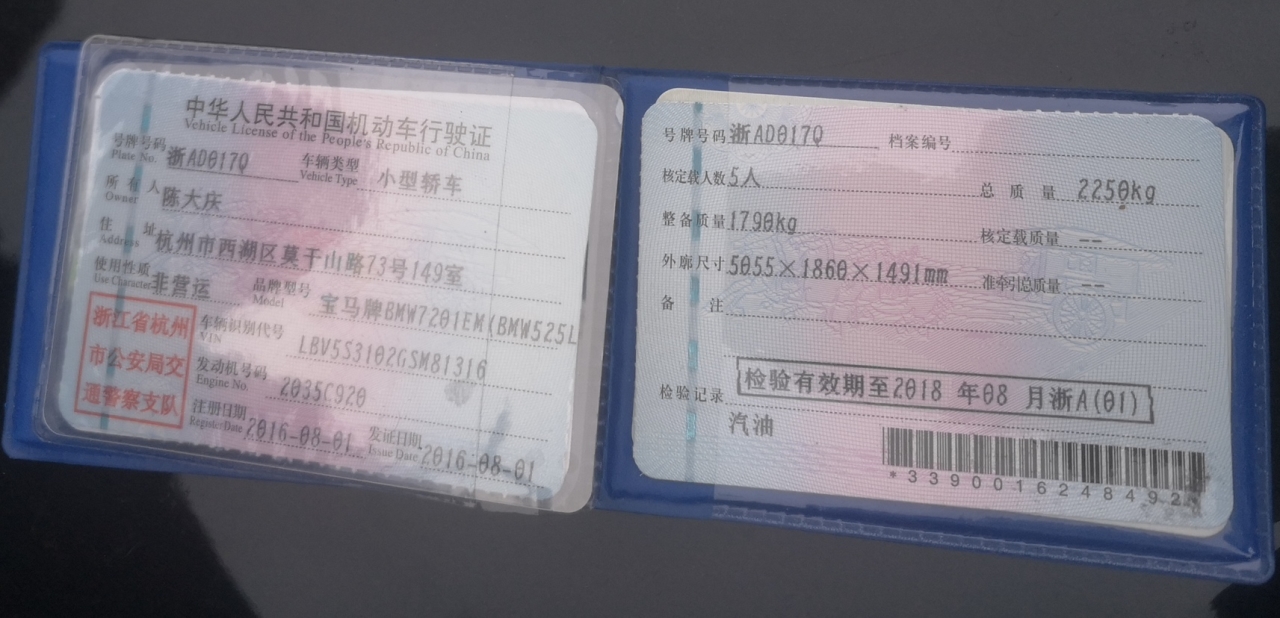 中华人民共和国机动车行驶证
Vehicle License of the People's Republic of China
号牌号码 Plate No. 浙AD017Q 车辆类型 Vehicle Type 小型轿车
所有人 Owner 陈大庆
住址 Address 杭州市西湖区莫干山路73号149室
使用性质 Use Character 非营运 品牌型号 Model 宝马牌BMW7201EM(BMW525L
浙江省杭州
市公安局交
通警察支队
车辆识别代号 VIN LBV5S3102GSM81316
发动机号码 Engine No. 2035C920
注册日期 Register Date 2016-08-01 发证日期 Issue Date 2016-08-01
号牌号码 浙AD017Q 档案编号
核定载人数 5人 总质量 2250kg
整备质量 1790kg 核定载质量 --
外廓尺寸 5055×1860×1491mm 准牵引总质量 --
备注
检验记录 检验有效期至2018 年08 月浙A(01)
汽油
*3390016248492